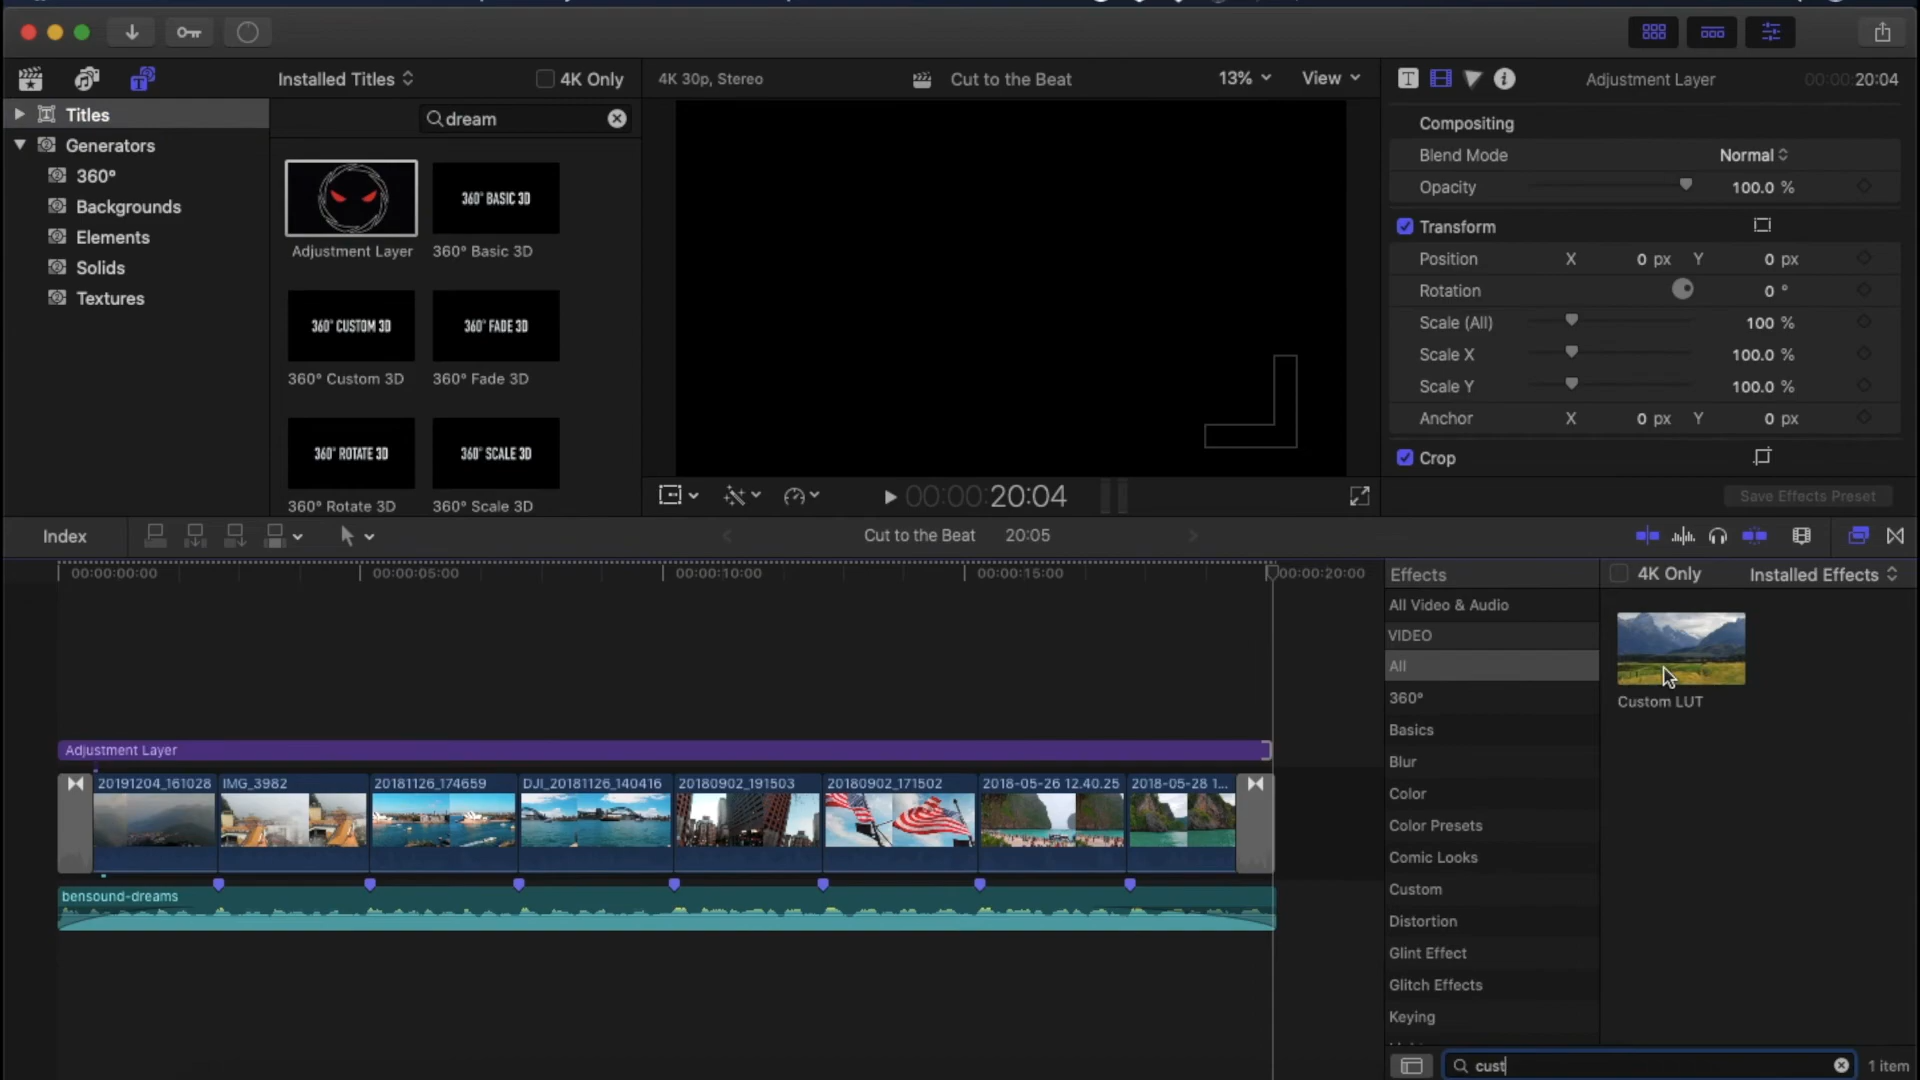 Installed Titles
4K Only
4K 30p, Stereo
Cut to the Beat
13%
View
Adjustment Layer
00:00:20:04
Titles
dream
Generators
360°
Backgrounds
Elements
Solids
Textures
360° BASIC 3D
Adjustment Layer
360° Basic 3D
360° CUSTOM 3D
360° FADE 3D
360° Custom 3D
360° Fade 3D
360° ROTATE 3D
360° SCALE 3D
360° Rotate 3D
360° Scale 3D
Compositing
Blend Mode
Normal
Opacity
100.0 %
Transform
Position X 0 px Y 0 px
Rotation 0 °
Scale (All) 100 %
Scale X 100.0 %
Scale Y 100.0 %
Anchor X 0 px Y 0 px
Crop
Save Effects Preset
00:00:20:04
Index
Cut to the Beat
20:05
00:00:00:00
00:00:05:00
00:00:10:00
00:00:15:00
00:00:20:00
Adjustment Layer
20191204_161028
IMG_3982
20181126_174659
DJI_20181126_140416
20180902_191503
20180902_171502
2018-05-26 12.40.25
2018-05-28 1...
bensound-dreams
Effects
4K Only
Installed Effects
All Video & Audio
VIDEO
All
360°
Basics
Blur
Color
Color Presets
Comic Looks
Custom
Distortion
Glint Effect
Glitch Effects
Keying
Custom LUT
cust
1 item